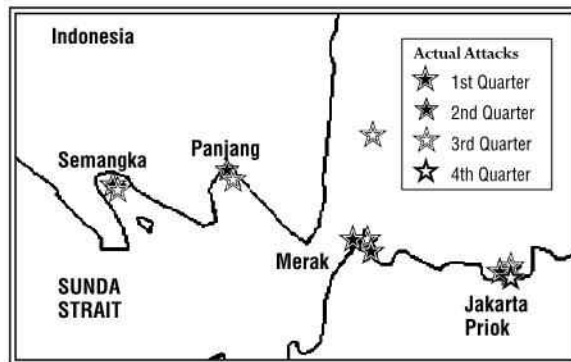 Indonesia
Actual Attacks
1st Quarter
2nd Quarter
3rd Quarter
4th Quarter
Panjang
Semangka
Merak
SUNDA
STRAIT
Jakarta
Priok